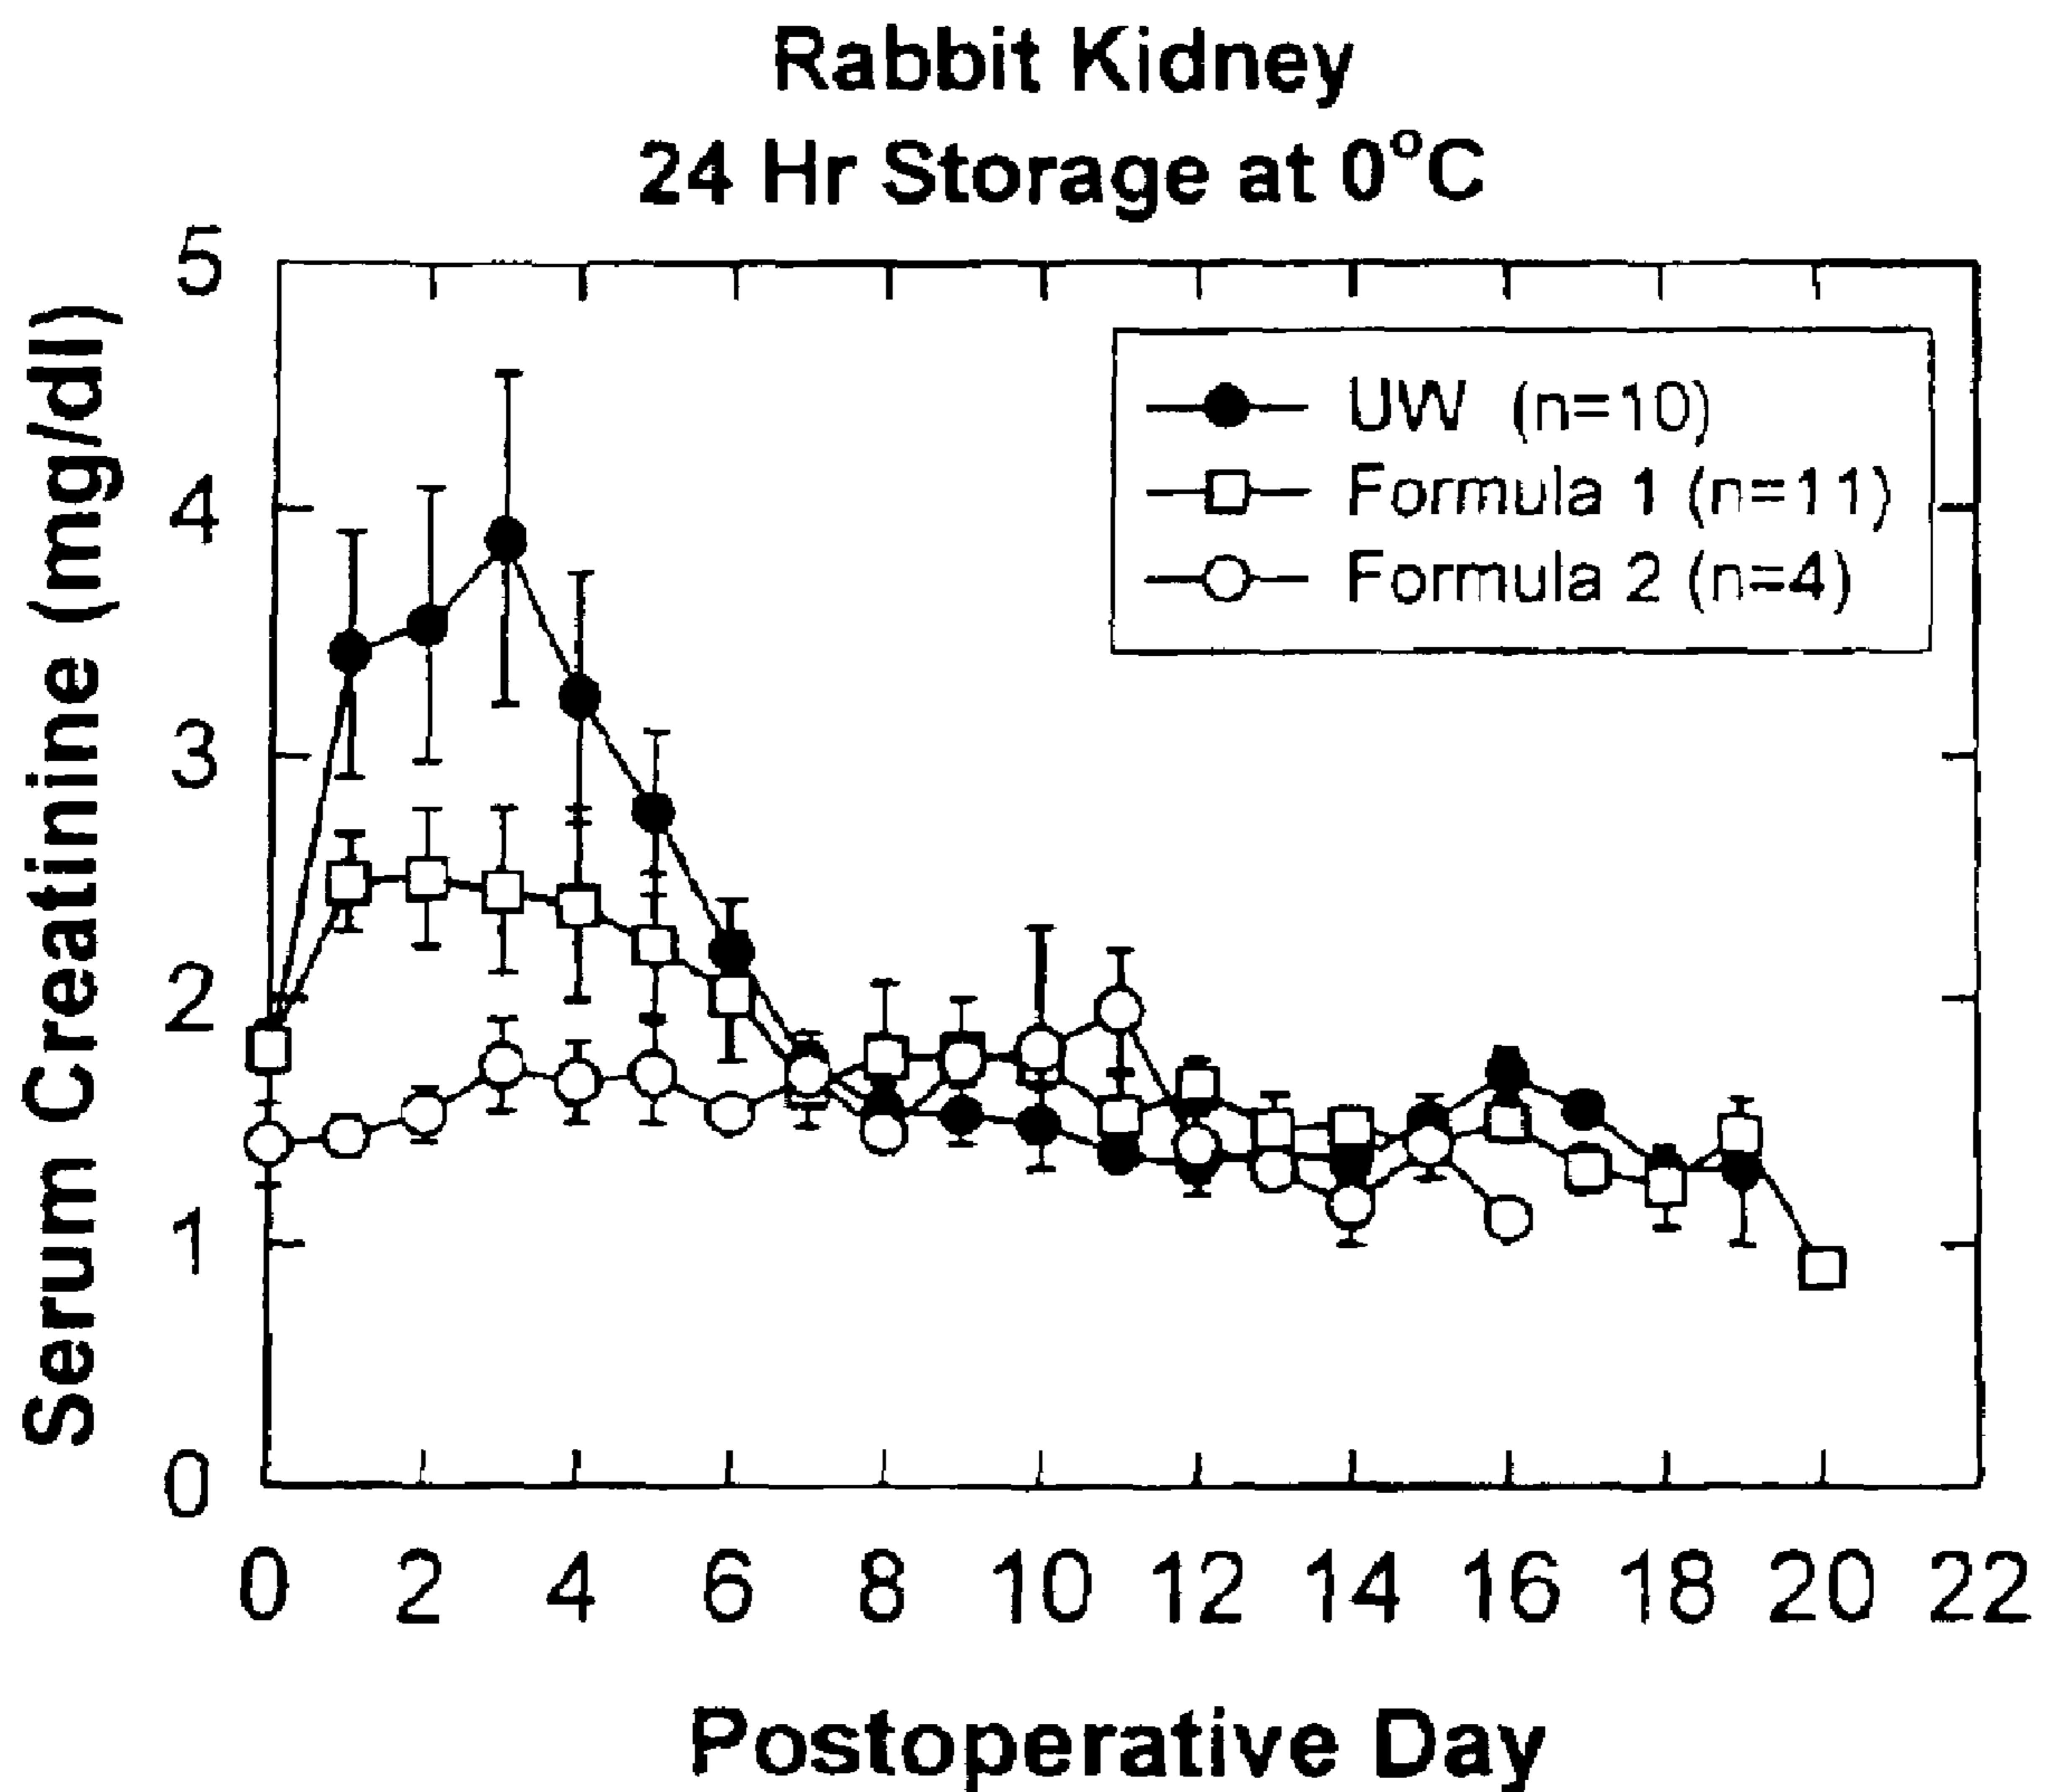 Rabbit Kidney
24 Hr Storage at 0°C
Serum Creatinine (mg/dl)
5
4
3
2
1
0
UW (n=10)
Formula 1 (n=11)
Formula 2 (n=4)
0 2 4 6 8 10 12 14 16 18 20 22
Postoperative Day